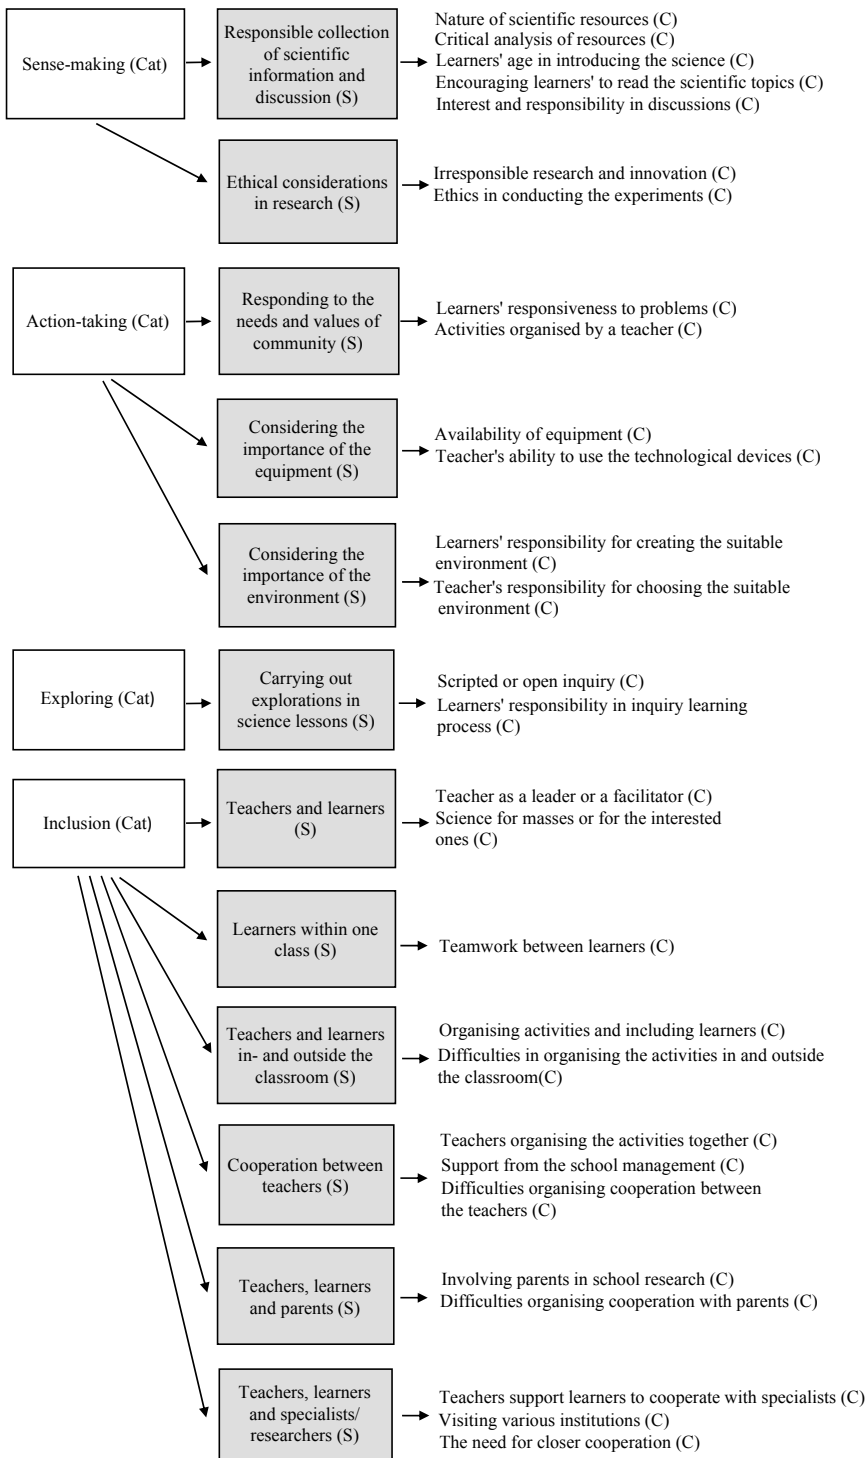 Sense-making (Cat)
Responsible collection
of scientific
information and
discussion (S)
Nature of scientific resources (C)
Critical analysis of resources (C)
Learners' age in introducing the science (C)
Encouraging learners' to read the scientific topics (C)
Interest and responsibility in discussions (C)
Ethical considerations
in research (S)
Irresponsible research and innovation (C)
Ethics in conducting the experiments (C)
Action-taking (Cat)
Responding to the
needs and values of
community (S)
Learners' responsiveness to problems (C)
Activities organised by a teacher (C)
Considering the
importance of the
equipment (S)
Availability of equipment (C)
Teacher's ability to use the technological devices (C)
Considering the
importance of the
environment (S)
Learners' responsibility for creating the suitable
environment (C)
Teacher's responsibility for choosing the suitable
environment (C)
Exploring (Cat)
Carrying out
explorations in
science lessons (S)
Scripted or open inquiry (C)
Learners' responsibility in inquiry learning
process (C)
Inclusion (Cat)
Teachers and learners
(S)
Teacher as a leader or a facilitator (C)
Science for masses or for the interested
ones (C)
Learners within one
class (S)
Teamwork between learners (C)
Teachers and learners
in- and outside the
classroom (S)
Organising activities and including learners (C)
Difficulties in organising the activities in and outside
the classroom(C)
Cooperation between
teachers (S)
Teachers organising the activities together (C)
Support from the school management (C)
Difficulties organising cooperation between
the teachers (C)
Teachers, learners
and parents (S)
Involving parents in school research (C)
Difficulties organising cooperation with parents (C)
Teachers, learners
and specialists/
researchers (S)
Teachers support learners to cooperate with specialists (C)
Visiting various institutions (C)
The need for closer cooperation (C)